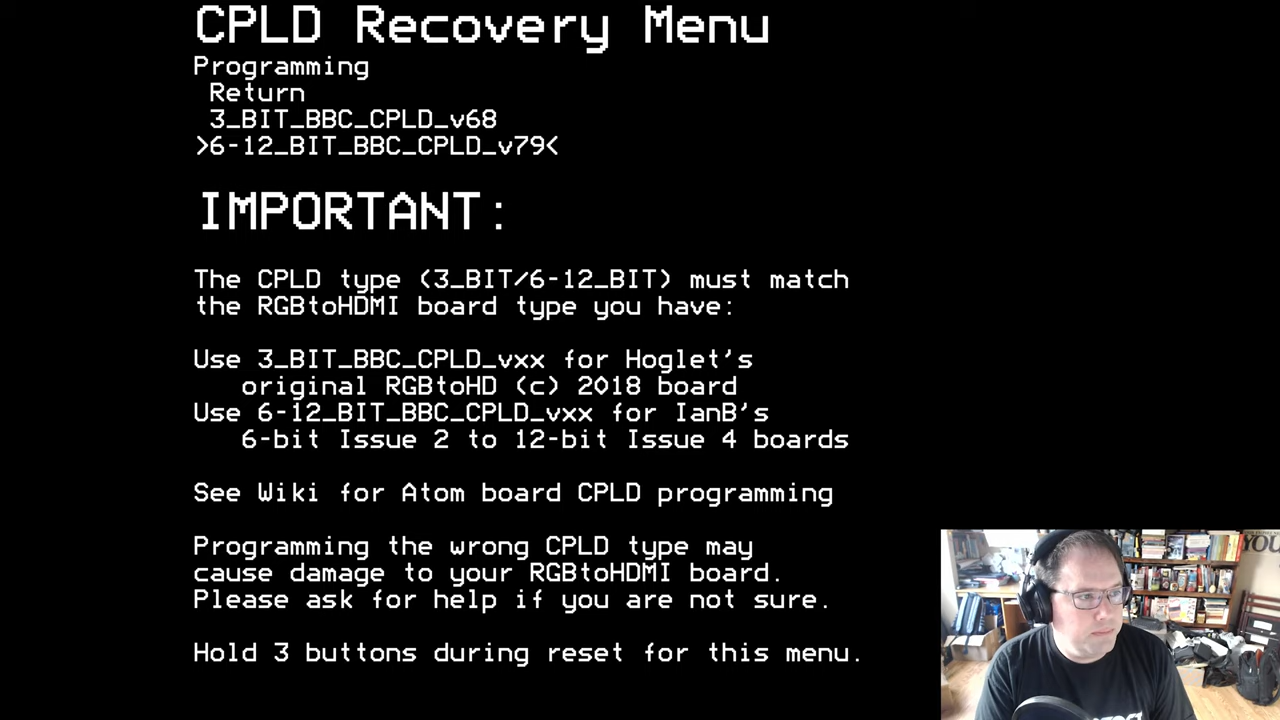 CPLD Recovery Menu
Programming
Return
3_BIT_BBC_CPLD_v68
>6-12_BIT_BBC_CPLD_v79<
IMPORTANT:
The CPLD type (3_BIT/6-12_BIT) must match
the RGBtoHDMI board type you have:
Use 3_BIT_BBC_CPLD_vxx for Hoglet's
original RGBtoHD (c) 2018 board
Use 6-12_BIT_BBC_CPLD_vxx for IanB's
6-bit Issue 2 to 12-bit Issue 4 boards
See Wiki for Atom board CPLD programming
Programming the wrong CPLD type may
cause damage to your RGBtoHDMI board.
Please ask for help if you are not sure.
Hold 3 buttons during reset for this menu.
YOU